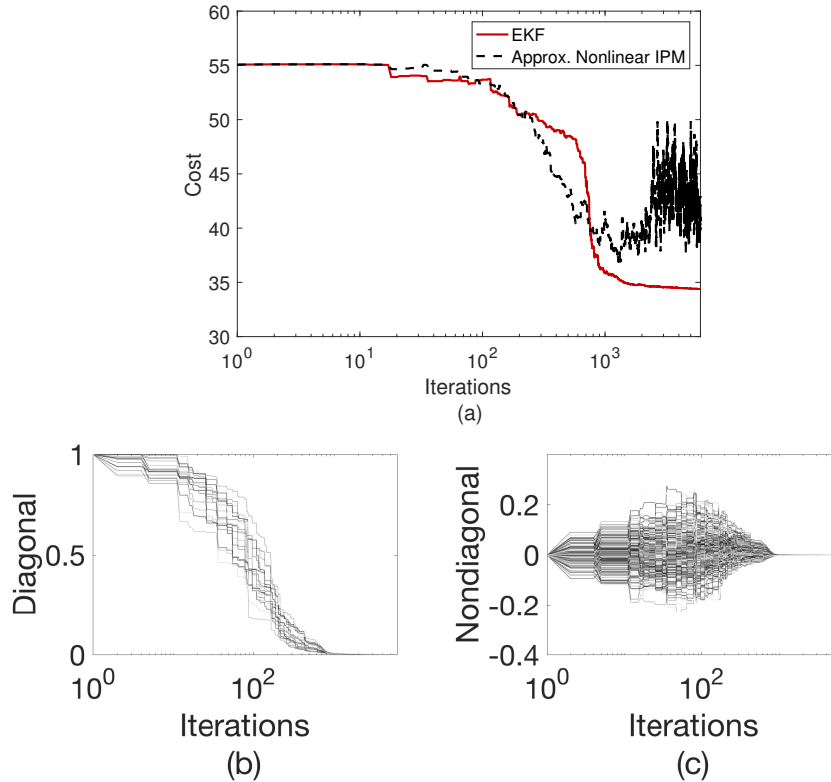 60
55
50
45
40
35
30
Cost
EKF
Approx. Nonlinear IPM
10^0 10^1 10^2 10^3
Iterations
(a)
1
0.5
0
Diagonal
10^0 10^2
Iterations
(b)
0.2
0
-0.2
-0.4
Nondiagonal
10^0 10^2
Iterations
(c)